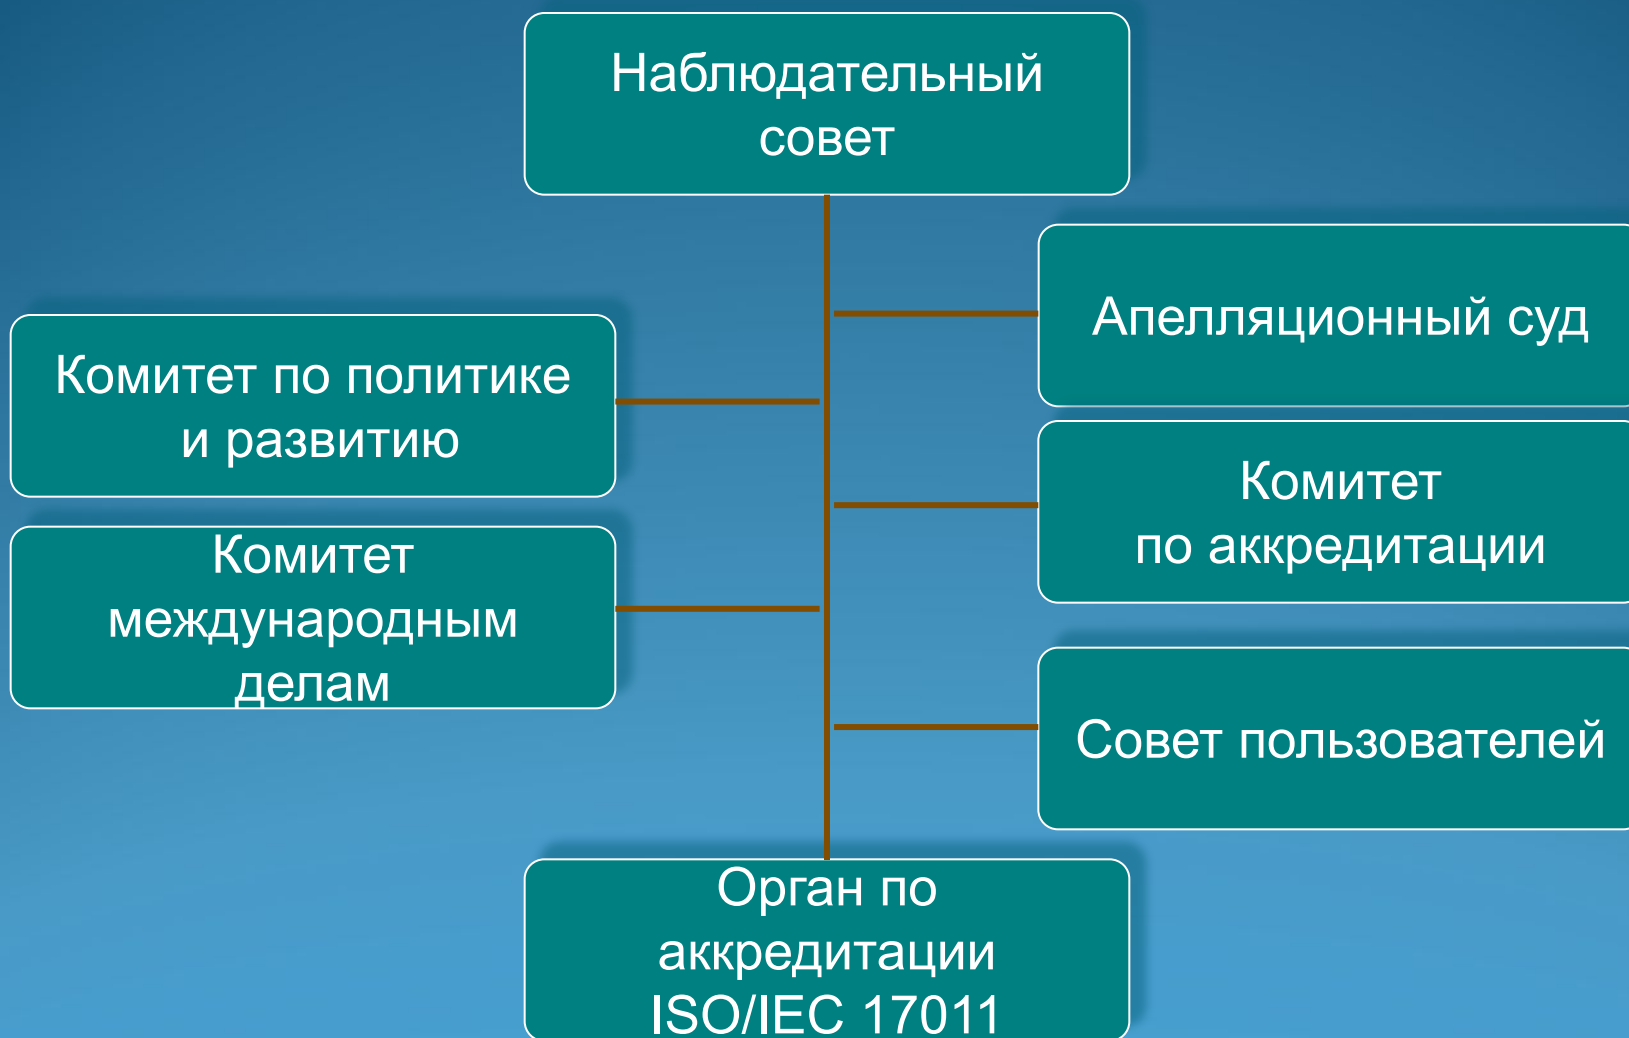 Наблюдательный
совет
Апелляционный суд
Комитет по политике
и развитию
Комитет
по аккредитации
Комитет
международным
делам
Совет пользователей
Орган по
аккредитации
ISO/IEC 17011